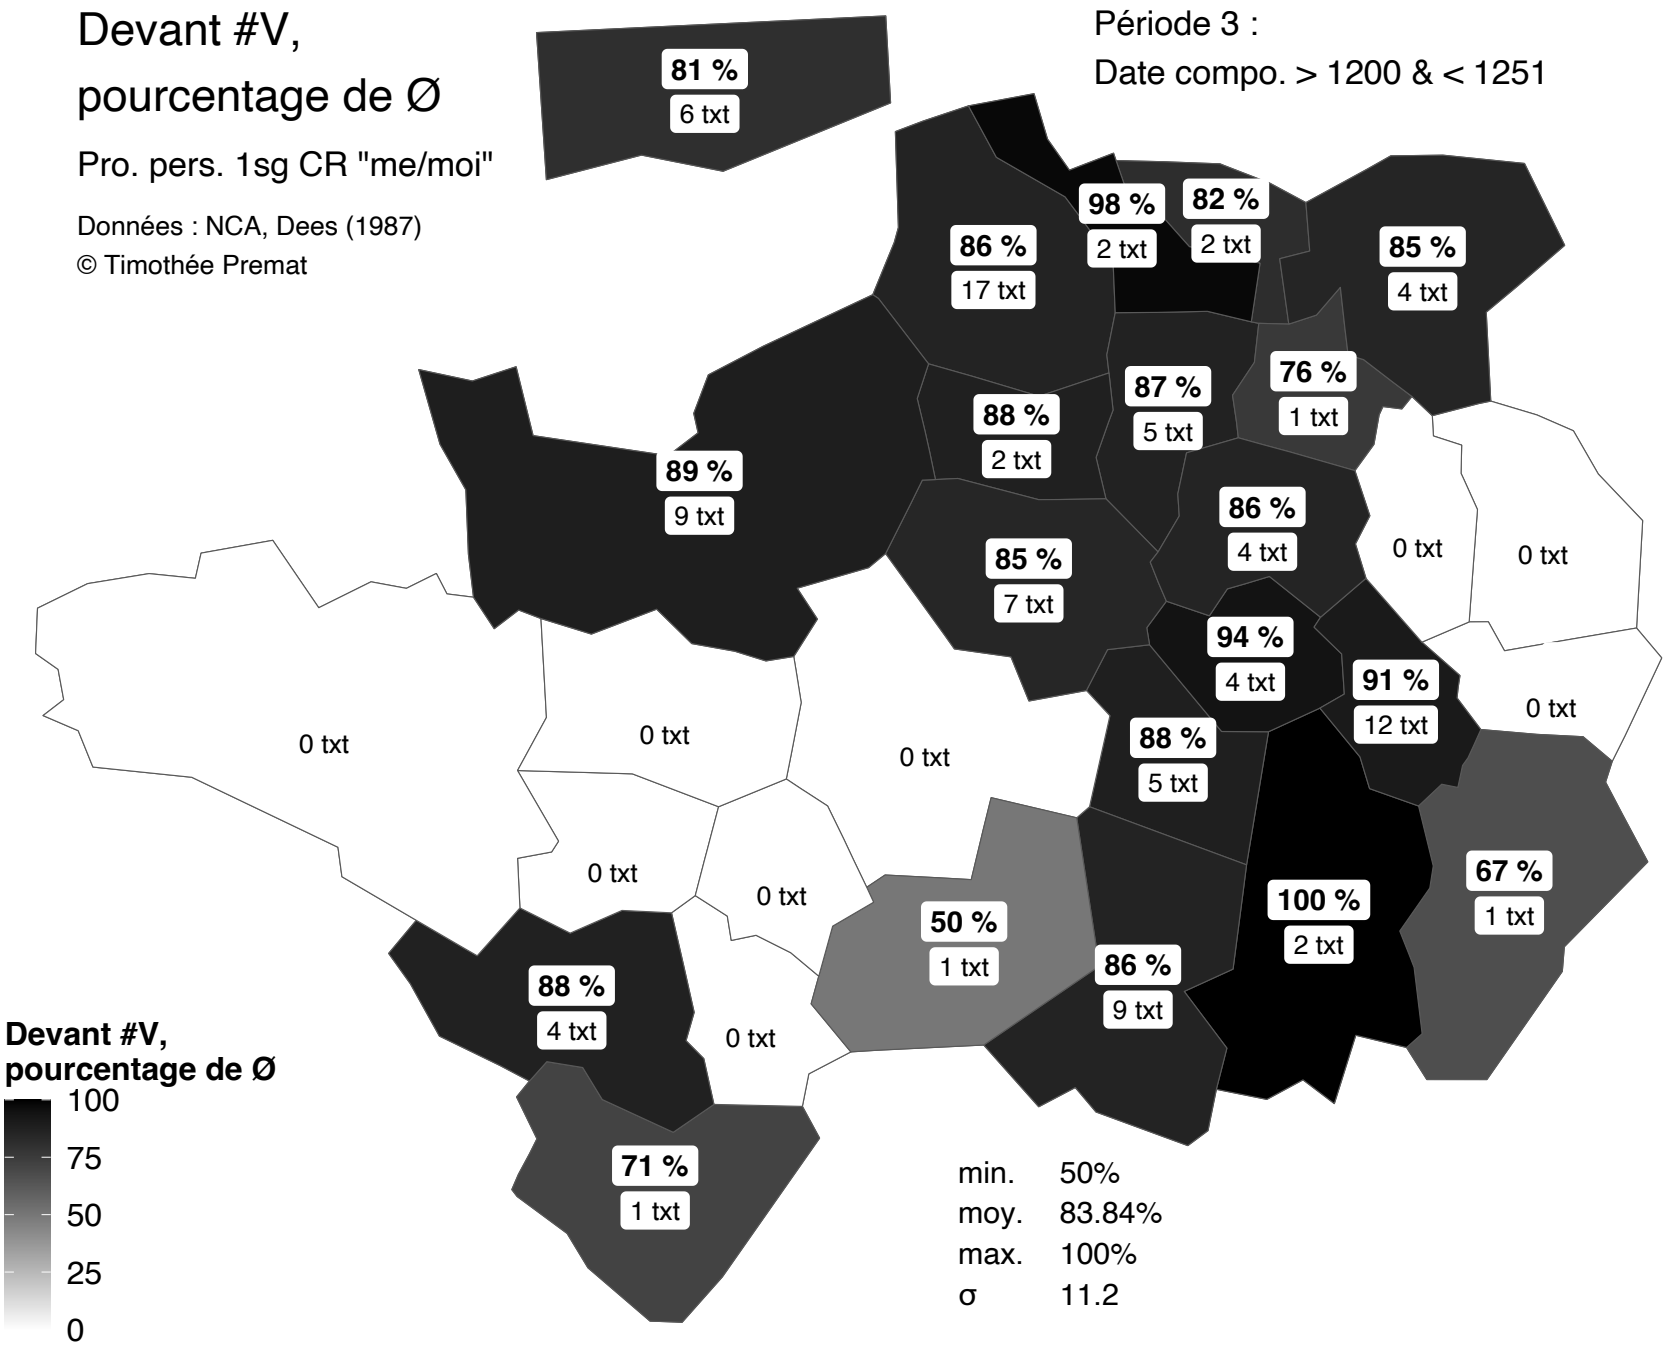 Devant #V,
pourcentage de Ø
Pro. pers. 1sg CR "me/moi"
Données : NCA, Dees (1987)
© Timothée Premat
Période 3 :
Date compo. > 1200 & < 1251
81 %
6 txt
98 %
2 txt
82 %
2 txt
86 %
17 txt
85 %
4 txt
87 %
5 txt
76 %
1 txt
88 %
2 txt
89 %
9 txt
86 %
4 txt
0 txt
0 txt
85 %
7 txt
94 %
4 txt
91 %
12 txt
0 txt
0 txt
0 txt
0 txt
88 %
5 txt
0 txt
0 txt
50 %
1 txt
100 %
2 txt
67 %
1 txt
86 %
9 txt
88 %
4 txt
0 txt
71 %
1 txt
Devant #V,
pourcentage de Ø
100
75
50
25
0
min. 50%
moy. 83.84%
max. 100%
σ 11.2